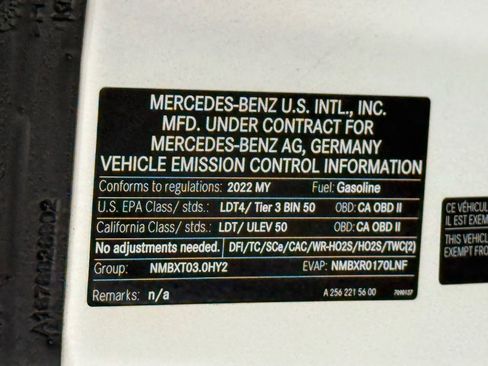 MERCEDES-BENZ U.S. INTL., INC.
MFD. UNDER CONTRACT FOR
MERCEDES-BENZ AG, GERMANY
VEHICLE EMISSION CONTROL INFORMATION
Conforms to regulations: 2022 MY Fuel: Gasoline
U.S. EPA Class/ stds.: LDT4/ Tier 3 BIN 50 OBD: CA OBD II
California Class/ stds.: LDT/ ULEV 50 OBD: CA OBD II
No adjustments needed. DFI/TC/SCe/CAC/WR-HO2S/HO2S/TWC(2)
Group: NMBXT03.0HY2 EVAP: NMBXR0170LNF
Remarks: n/a A 256 221 56 00
CE VÉHICUL
IL EST EXEM
THIS VEHICL
EXEMPT FRO